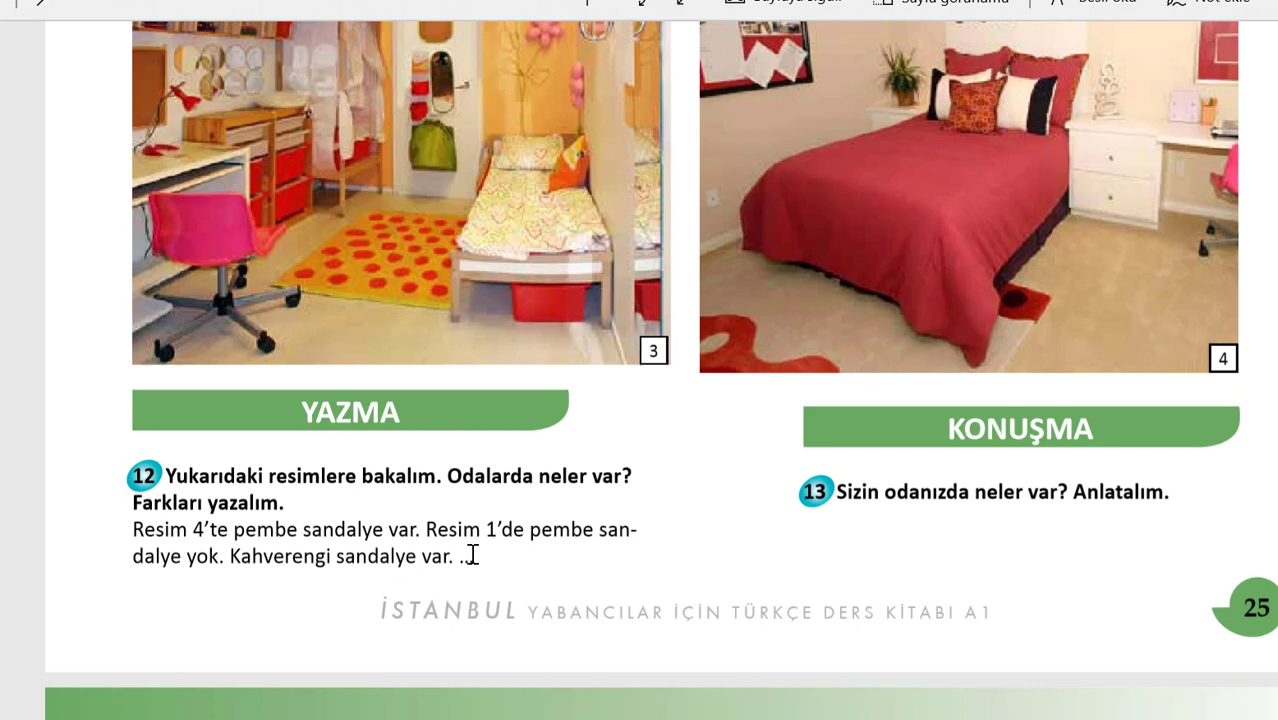 3
4
YAZMA
KONUŞMA
12 Yukarıdaki resimlere bakalım. Odalarda neler var?
Farkları yazalım.
Resim 4’te pembe sandalye var. Resim 1’de pembe san-
dalye yok. Kahverengi sandalye var. ...
13 Sizin odanızda neler var? Anlatalım.
İSTANBUL YABANCILAR İÇİN TÜRKÇE DERS KİTABI A1
25